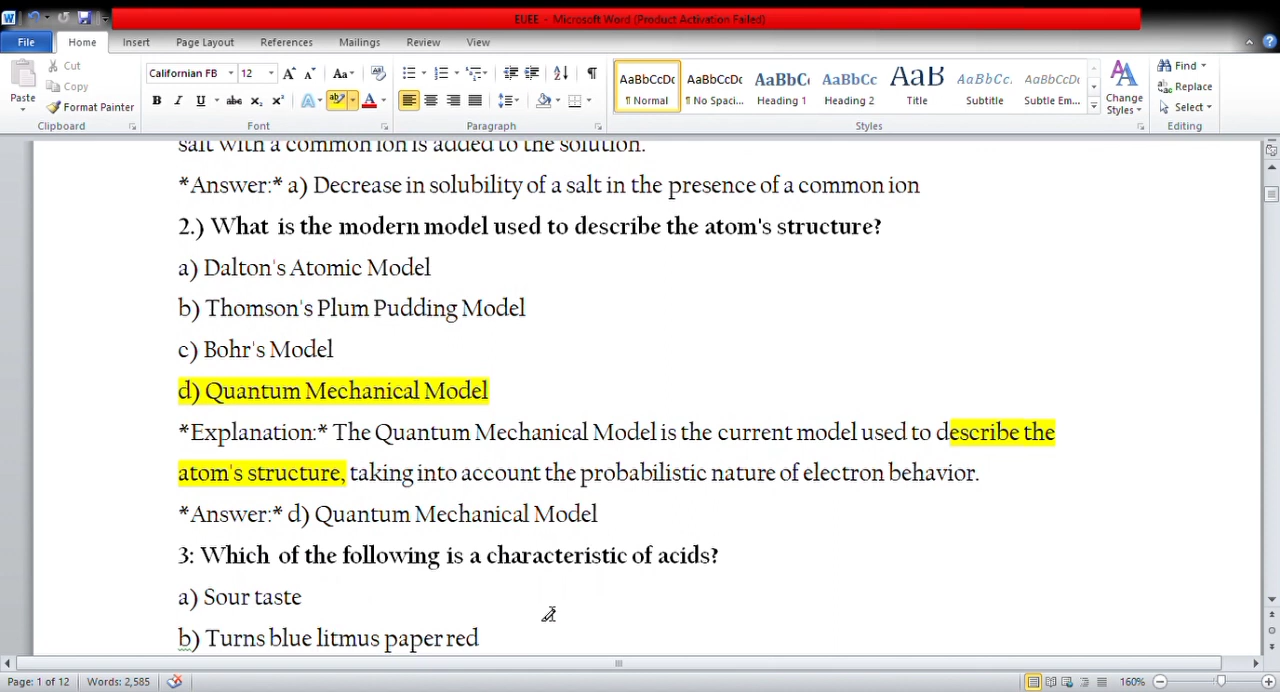 EUEE - Microsoft Word (Product Activation Failed)
File Home Insert Page Layout References Mailings Review View
Paste
Cut
Copy
Format Painter
Clipboard
Californian FB 12
Font
Paragraph
AaBbCcDc AaBbCcDc AaBbC AaBbCc AaB AaBbCc. AaBbCcDc
¶ Normal ¶ No Spaci... Heading 1 Heading 2 Title Subtitle Subtle Em...
Change Styles
Styles
Find
Replace
Select
Editing
salt with a common ion is added to the solution.
*Answer:* a) Decrease in solubility of a salt in the presence of a common ion
2.) What is the modern model used to describe the atom's structure?
a) Dalton's Atomic Model
b) Thomson's Plum Pudding Model
c) Bohr's Model
d) Quantum Mechanical Model
*Explanation:* The Quantum Mechanical Model is the current model used to describe the
atom's structure, taking into account the probabilistic nature of electron behavior.
*Answer:* d) Quantum Mechanical Model
3: Which of the following is a characteristic of acids?
a) Sour taste
b) Turns blue litmus paper red
Page: 1 of 12 Words: 2,585 160%